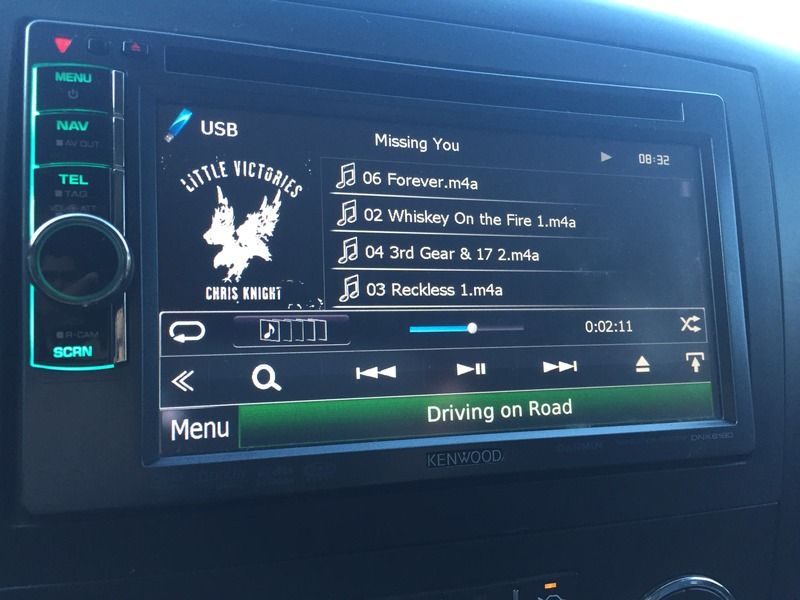 MENU
NAV
AV OUT
TEL
TAG
R-CAM
SCRN
USB
Missing You
08:32
LITTLE VICTORIES
CHRIS KNIGHT
06 Forever.m4a
02 Whiskey On the Fire 1.m4a
04 3rd Gear & 17 2.m4a
03 Reckless 1.m4a
0:02:11
Menu
Driving on Road
KENWOOD